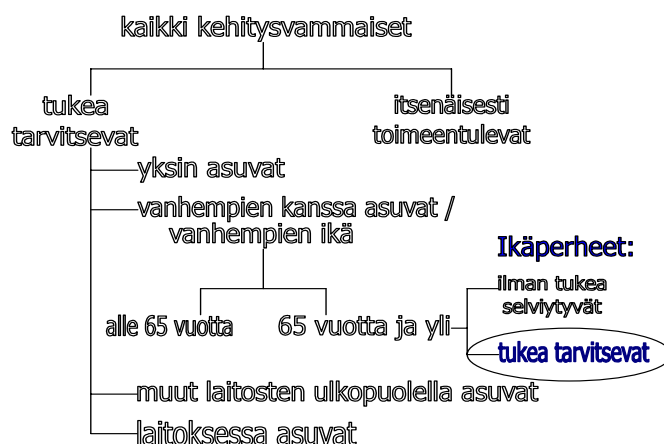 kaikki kehitysvammaiset
tukea
tarvitsevat
itsenäisesti
toimeentulevat
yksin asuvat
vanhempien kanssa asuvat /
vanhempien ikä
alle 65 vuotta
65 vuotta ja yli
Ikäperheet:
ilman tukea
selviytyvät
tukea tarvitsevat
muut laitosten ulkopuolella asuvat
laitoksessa asuvat